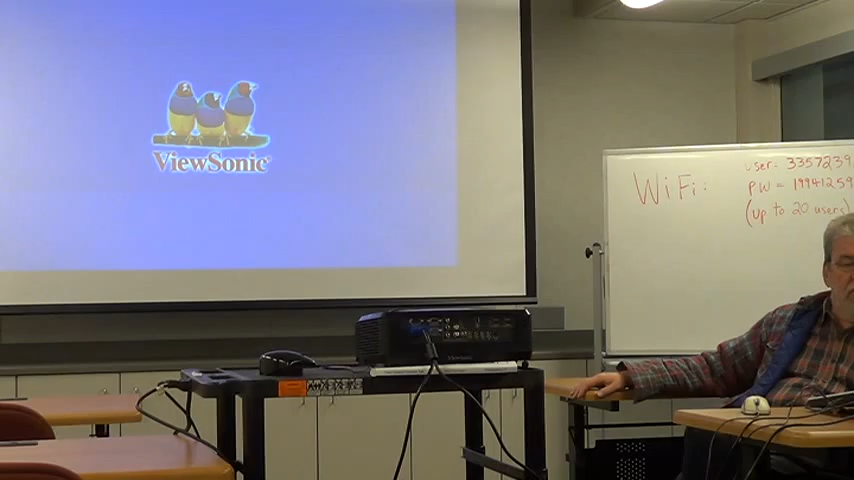 ViewSonic
WiFi:
user: 3357239
PW = 19941259
(up to 20 users)